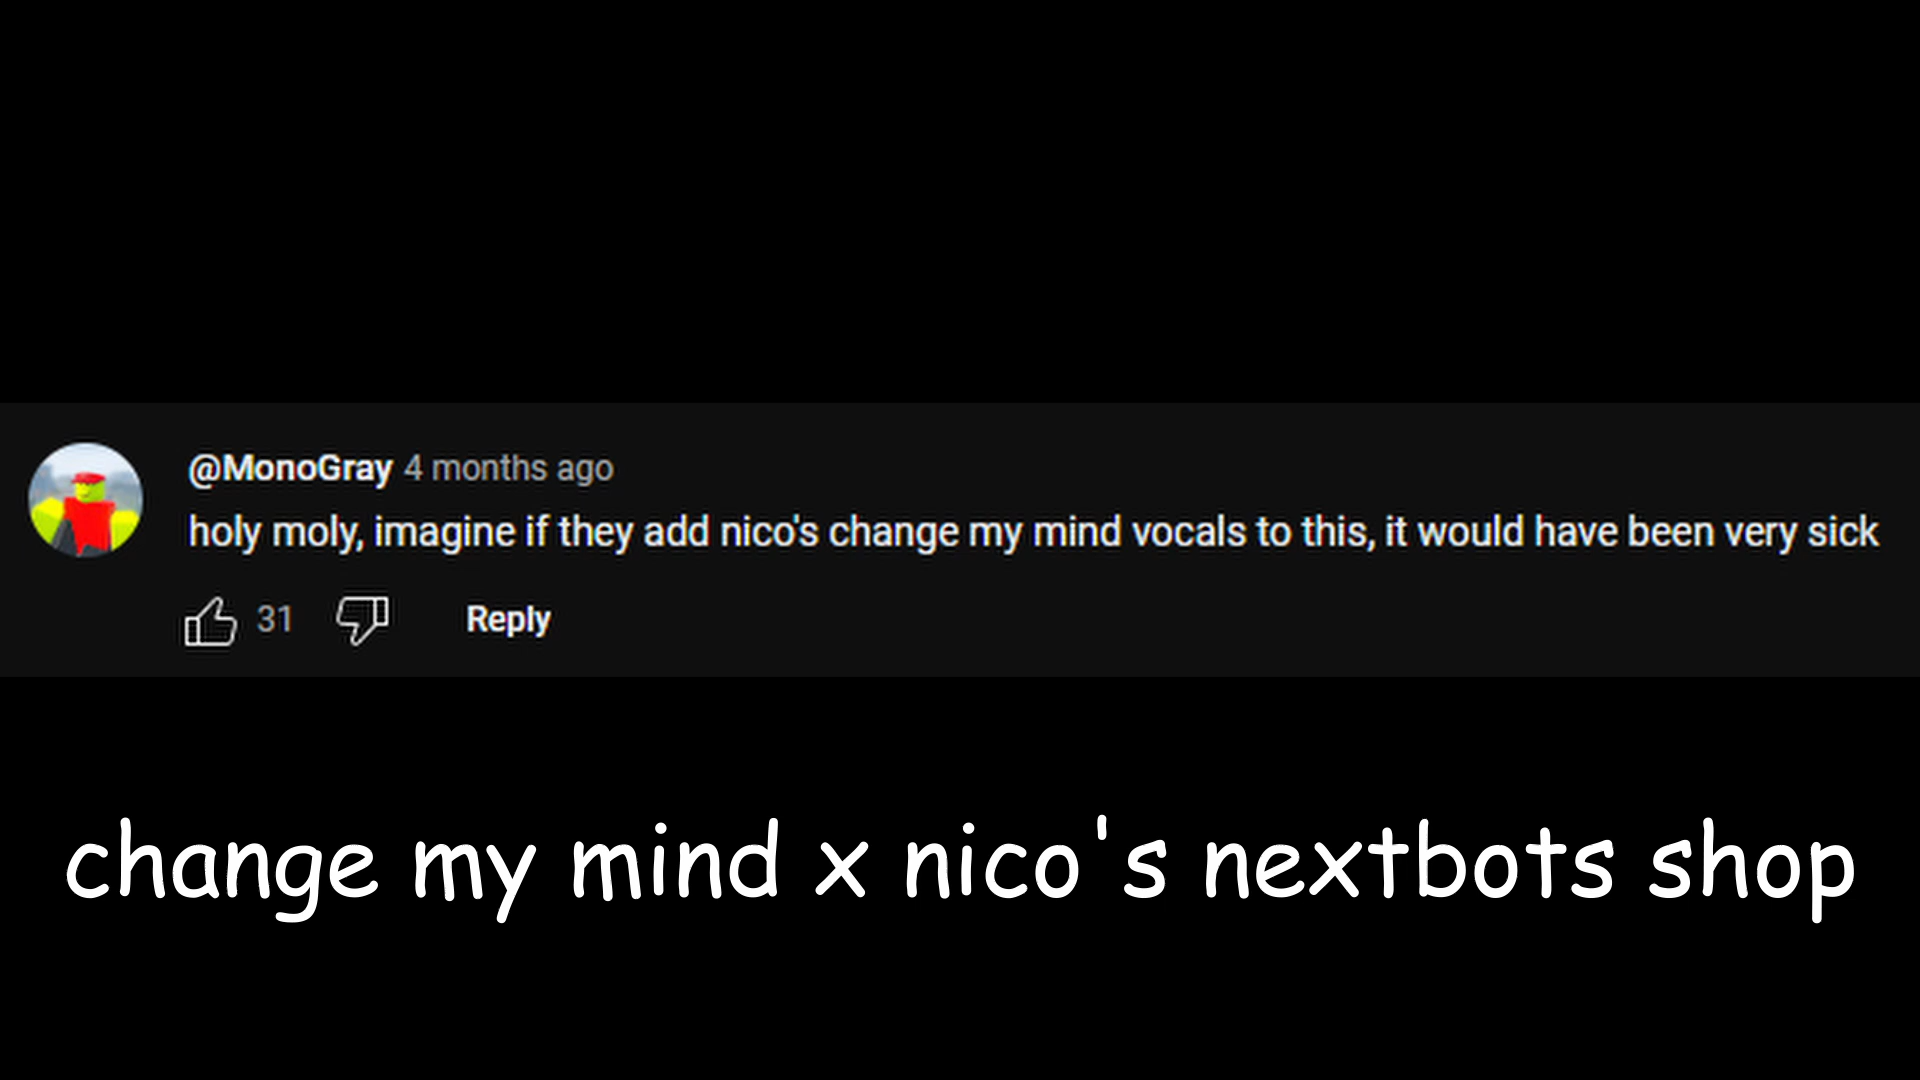 @MonoGray 4 months ago
holy moly, imagine if they add nico's change my mind vocals to this, it would have been very sick
31 Reply
change my mind x nico's nextbots shop